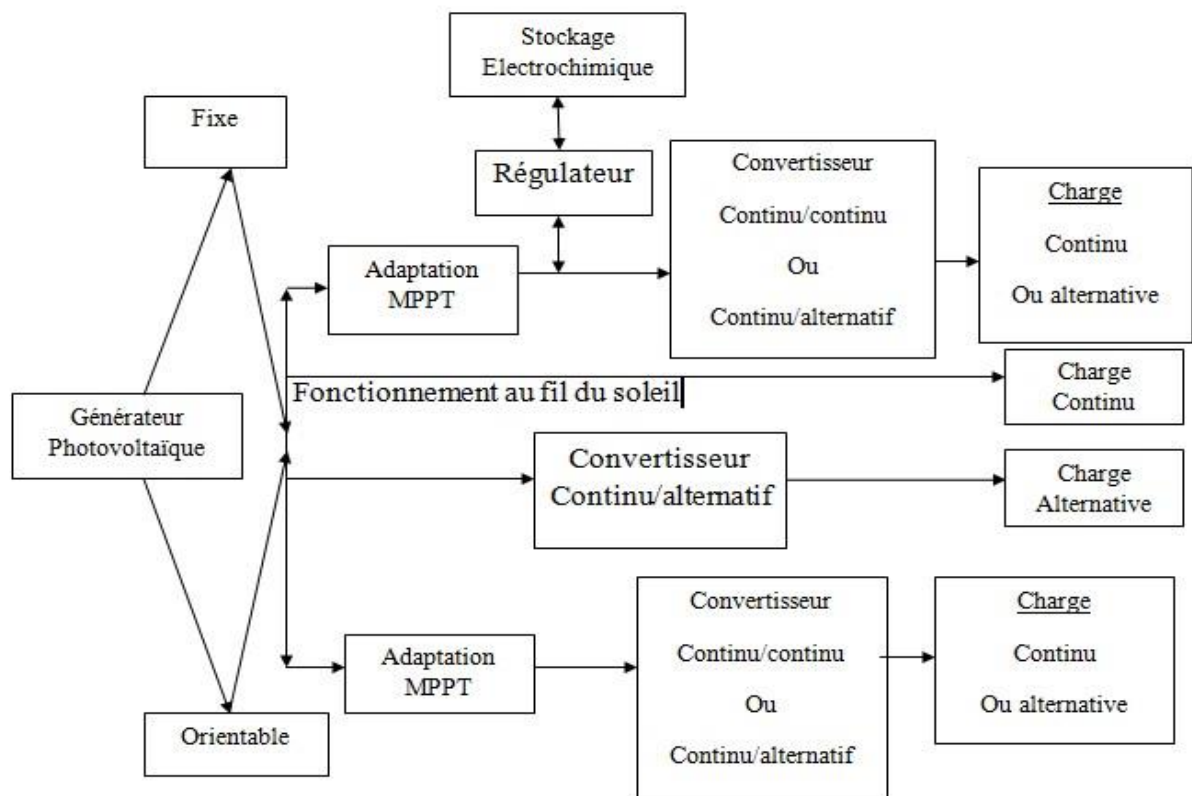 Stockage
Electrochimique
Fixe
Régulateur
Convertisseur
Continu/continu
Ou
Continu/alternatif
Charge
Continu
Ou alternative
Adaptation
MPPT
Fonctionnement au fil du soleil
Charge
Continu
Générateur
Photovoltaïque
Convertisseur
Continu/alternatif
Charge
Alternative
Adaptation
MPPT
Convertisseur
Continu/continu
Ou
Continu/alternatif
Charge
Continu
Ou alternative
Orientable